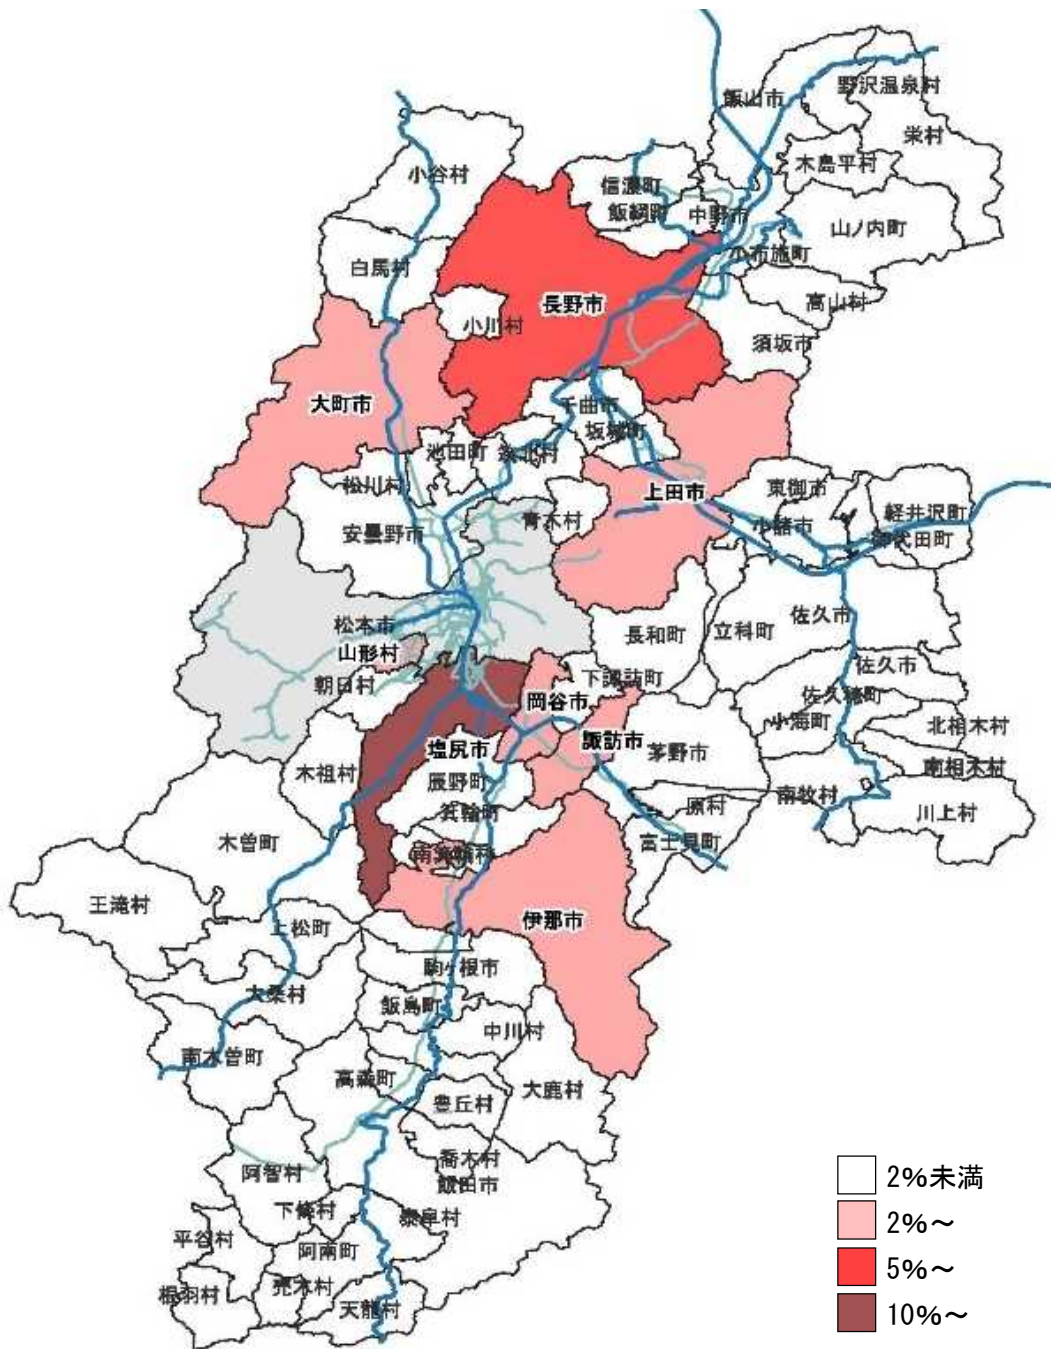 飯山市
野沢温泉村
栄村
木島平村
小谷村
信濃町
飯綱町
中野市
山ノ内町
小布施町
白馬村
高山村
長野市
小川村
須坂市
大町市
千曲市
坂城町
池田町
筑北村
松川村
上田市
東御市
軽井沢町
青木村
小諸市
安曇野市
御代田町
松本市
長和町
立科町
佐久市
山形村
佐久市
朝日村
下諏訪町
佐久穂町
岡谷市
小海町
北相木村
塩尻市
諏訪市
茅野市
南相木村
木祖村
辰野町
南牧村
箕輪町
原村
川上村
木曽町
富士見町
南箕輪村
王滝村
伊那市
上松町
駒ヶ根市
大桑村
飯島町
中川村
南木曽町
高森町
大鹿村
豊丘村
喬木村
阿智村
飯田市
下條村
泰阜村
平谷村
阿南町
根羽村
売木村
天龍村
2%未満
2%～
5%～
10%～